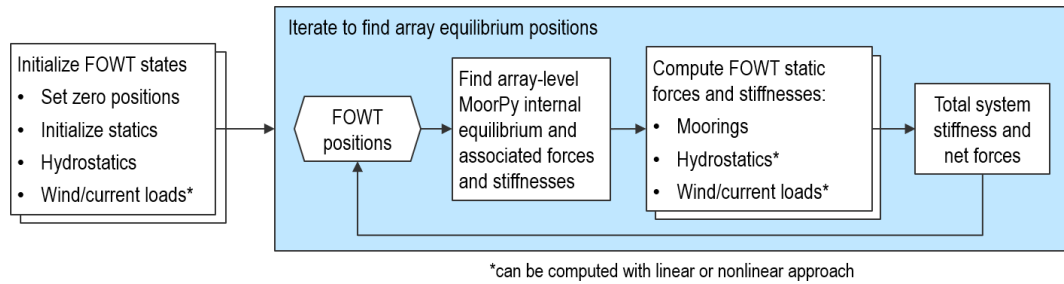 Iterate to find array equilibrium positions
Initialize FOWT states
• Set zero positions
• Initialize statics
• Hydrostatics
• Wind/current loads*
FOWT
positions
Find array-level
MoorPy internal
equilibrium and
associated forces
and stiffnesses
Compute FOWT static
forces and stiffnesses:
• Moorings
• Hydrostatics*
• Wind/current loads*
Total system
stiffness and
net forces
*can be computed with linear or nonlinear approach